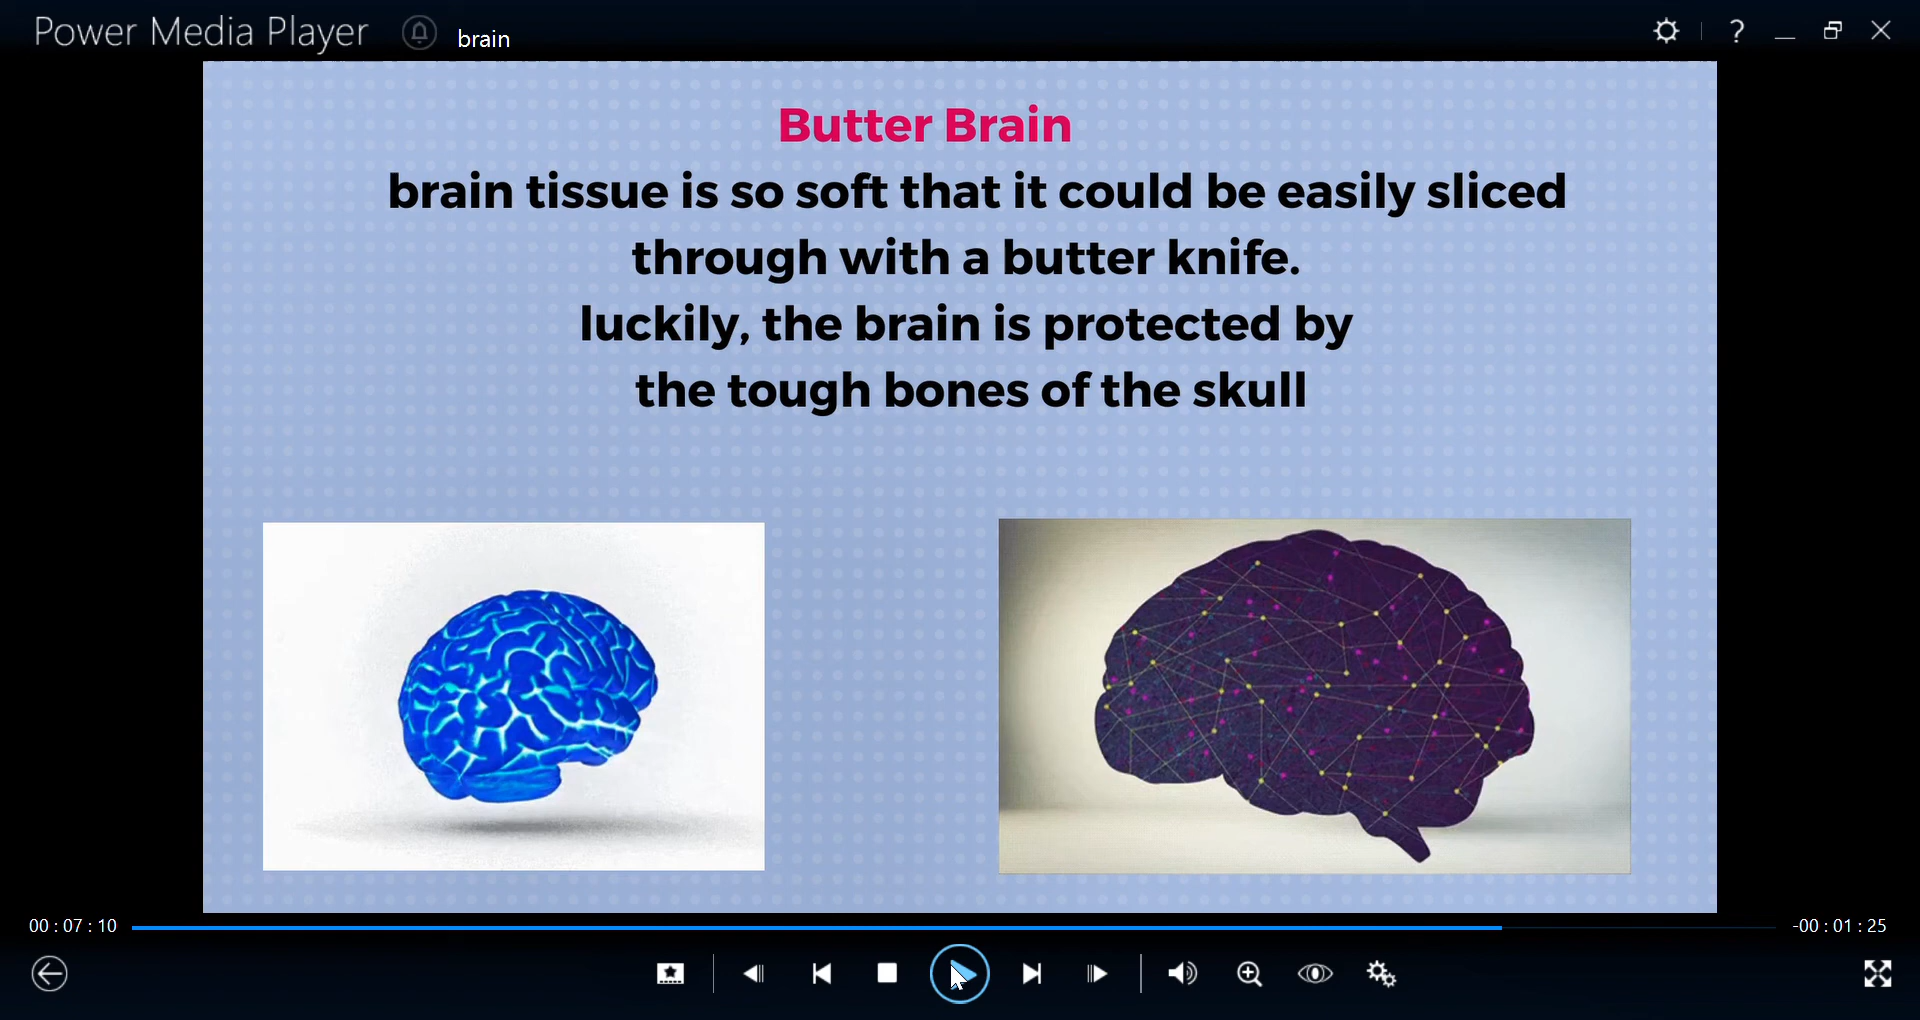 Power Media Player
brain
?
Butter Brain
brain tissue is so soft that it could be easily sliced
through with a butter knife.
luckily, the brain is protected by
the tough bones of the skull
00 : 07 : 10
-00 : 01 : 25